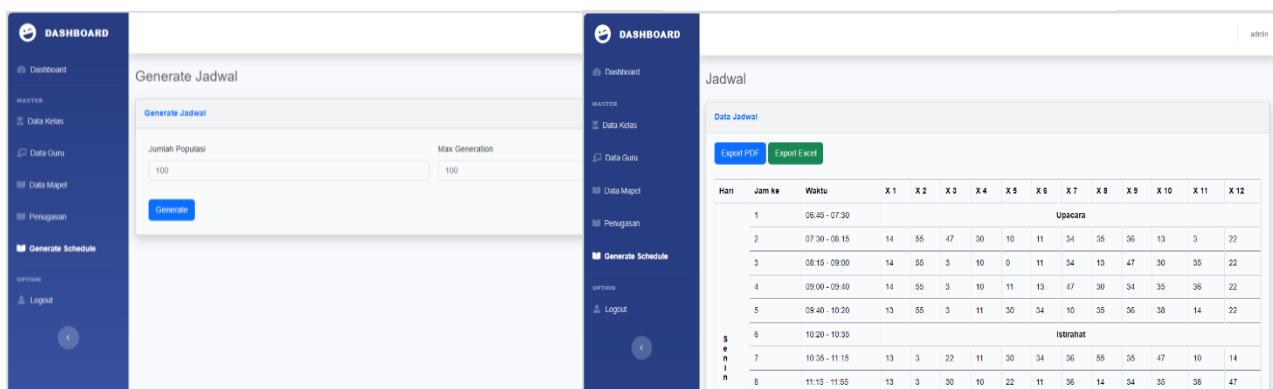 DASHBOARD
Dashboard
MASTER
Data Kelas
Data Guru
Data Mapel
Penugasan
Generate Schedule
OPTION
Logout
Generate Jadwal
Generate Jadwal
Jumlah Populasi Max Generation
100 100
Generate
DASHBOARD
Dashboard
MASTER
Data Kelas
Data Guru
Data Mapel
Penugasan
Generate Schedule
OPTION
Logout
admin
Jadwal
Data Jadwal
Export PDF Export Excel
Hari Jam ke Waktu X 1 X 2 X 3 X 4 X 5 X 6 X 7 X 8 X 9 X 10 X 11 X 12
Senin
1 06:45 - 07:30 Upacara
2 07:30 - 08:15 14 55 47 30 10 11 34 35 36 13 3 22
3 08:15 - 09:00 14 55 3 10 0 11 34 13 47 30 35 22
4 09:00 - 09:40 14 55 3 10 11 13 47 30 34 35 36 22
5 09:40 - 10:20 13 55 3 11 30 34 10 35 36 38 14 22
6 10:20 - 10:35 Istirahat
7 10:35 - 11:15 13 3 22 11 30 34 36 55 35 47 10 14
8 11:15 - 11:55 13 3 30 10 22 11 36 14 34 35 38 47